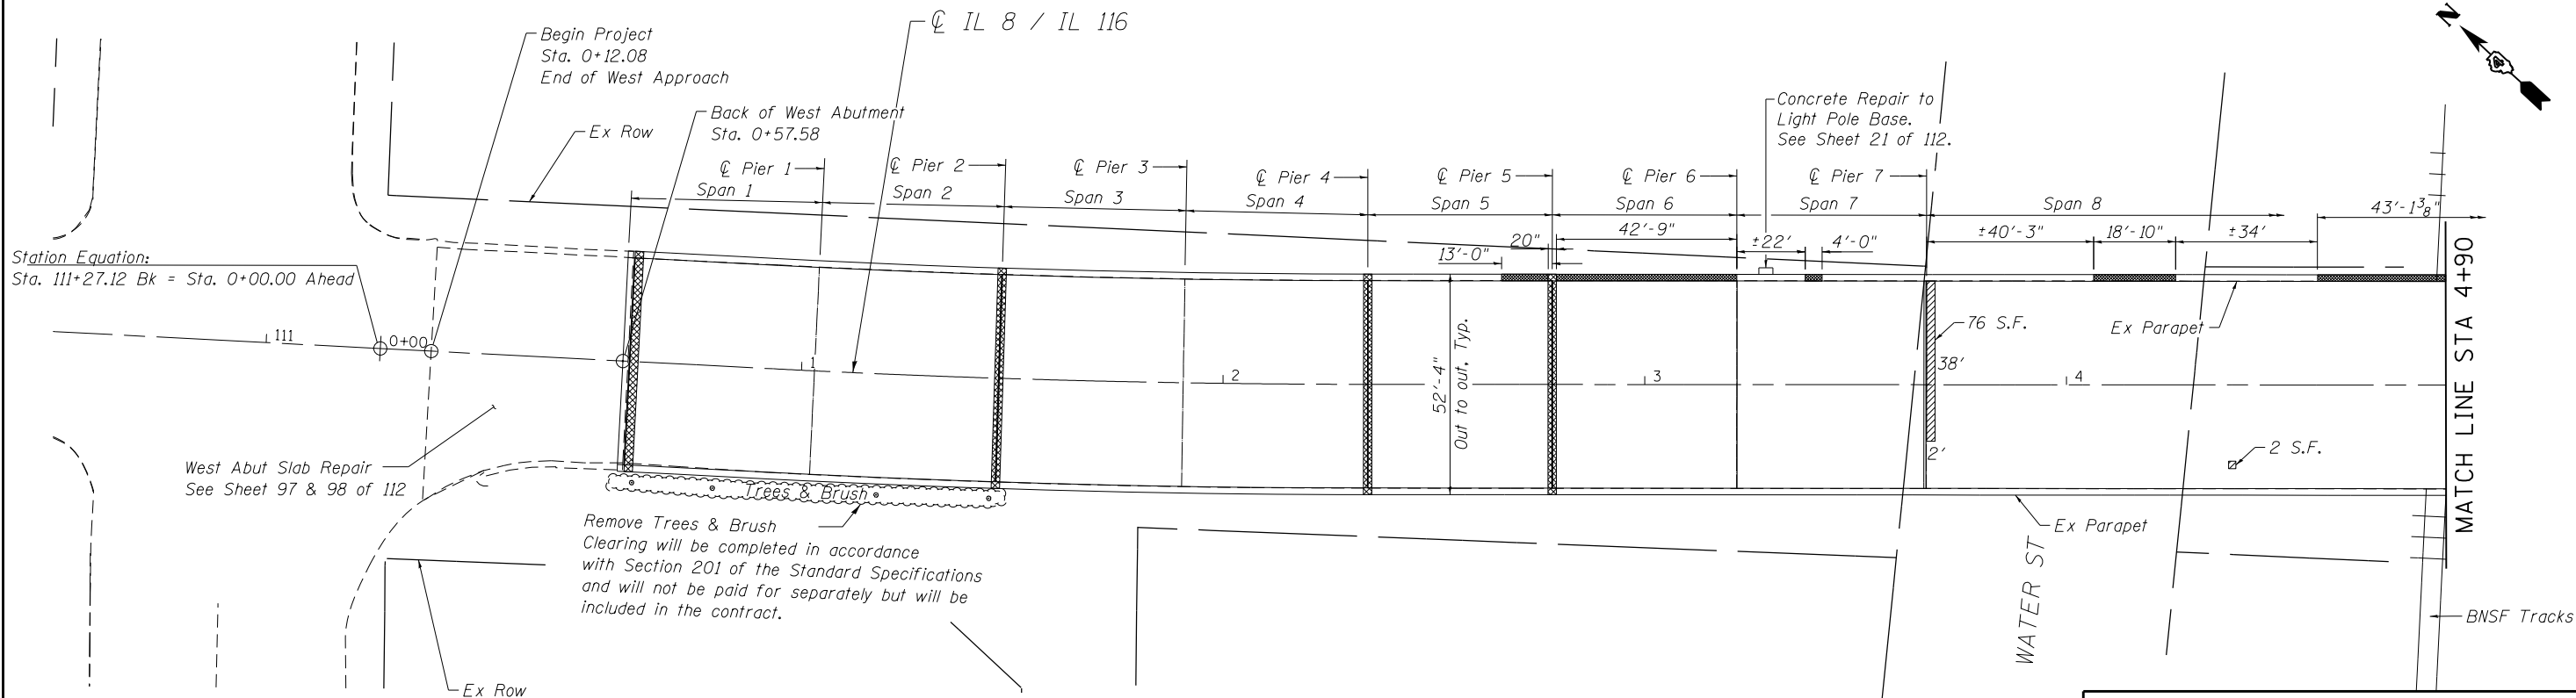 ℄ IL 8 / IL 116
N
Begin Project
Sta. 0+12.08
End of West Approach
Back of West Abutment
Sta. 0+57.58
Ex Row
Concrete Repair to
Light Pole Base.
See Sheet 21 of 112.
℄ Pier 1
℄ Pier 2
℄ Pier 3
℄ Pier 4
℄ Pier 5
℄ Pier 6
℄ Pier 7
Span 1
Span 2
Span 3
Span 4
Span 5
Span 6
Span 7
Span 8
43'-1⅜"
42'-9"
20"
13'-0"
±22'
4'-0"
±40'-3"
18'-10"
±34'
Station Equation:
Sta. 111+27.12 Bk = Sta. 0+00.00 Ahead
111
0+00
1
2
3
4
52'-4"
Out to out, Typ.
76 S.F.
38'
2'
Ex Parapet
2 S.F.
MATCH LINE STA 4+90
West Abut Slab Repair
See Sheet 97 & 98 of 112
Trees & Brush
Remove Trees & Brush
Clearing will be completed in accordance
with Section 201 of the Standard Specifications
and will not be paid for separately but will be
included in the contract.
Ex Parapet
WATER ST
BNSF Tracks
Ex Row